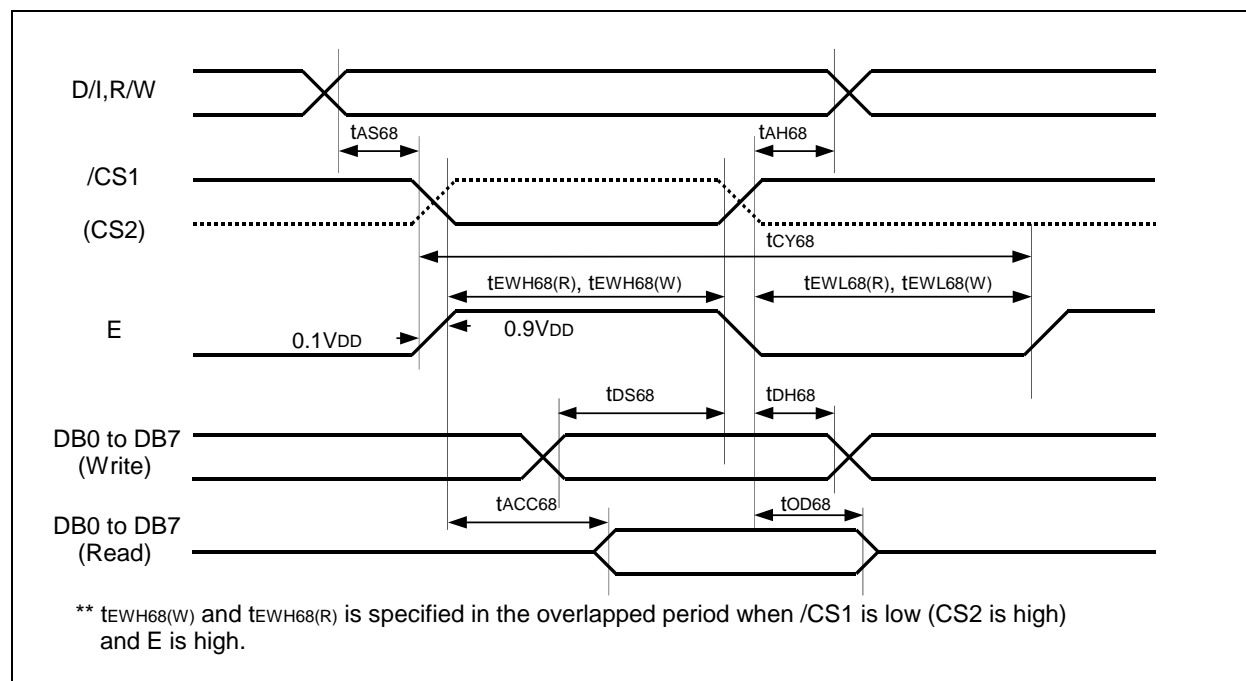 D/I,R/W
tAS68
tAH68
/CS1
(CS2)
tCY68
tEWH68(R), tEWH68(W)
tEWL68(R), tEWL68(W)
E
0.1VDD
0.9VDD
tDS68
tDH68
DB0 to DB7
(Write)
tACC68
tOD68
DB0 to DB7
(Read)
** tEWH68(W) and tEWH68(R) is specified in the overlapped period when /CS1 is low (CS2 is high)
and E is high.